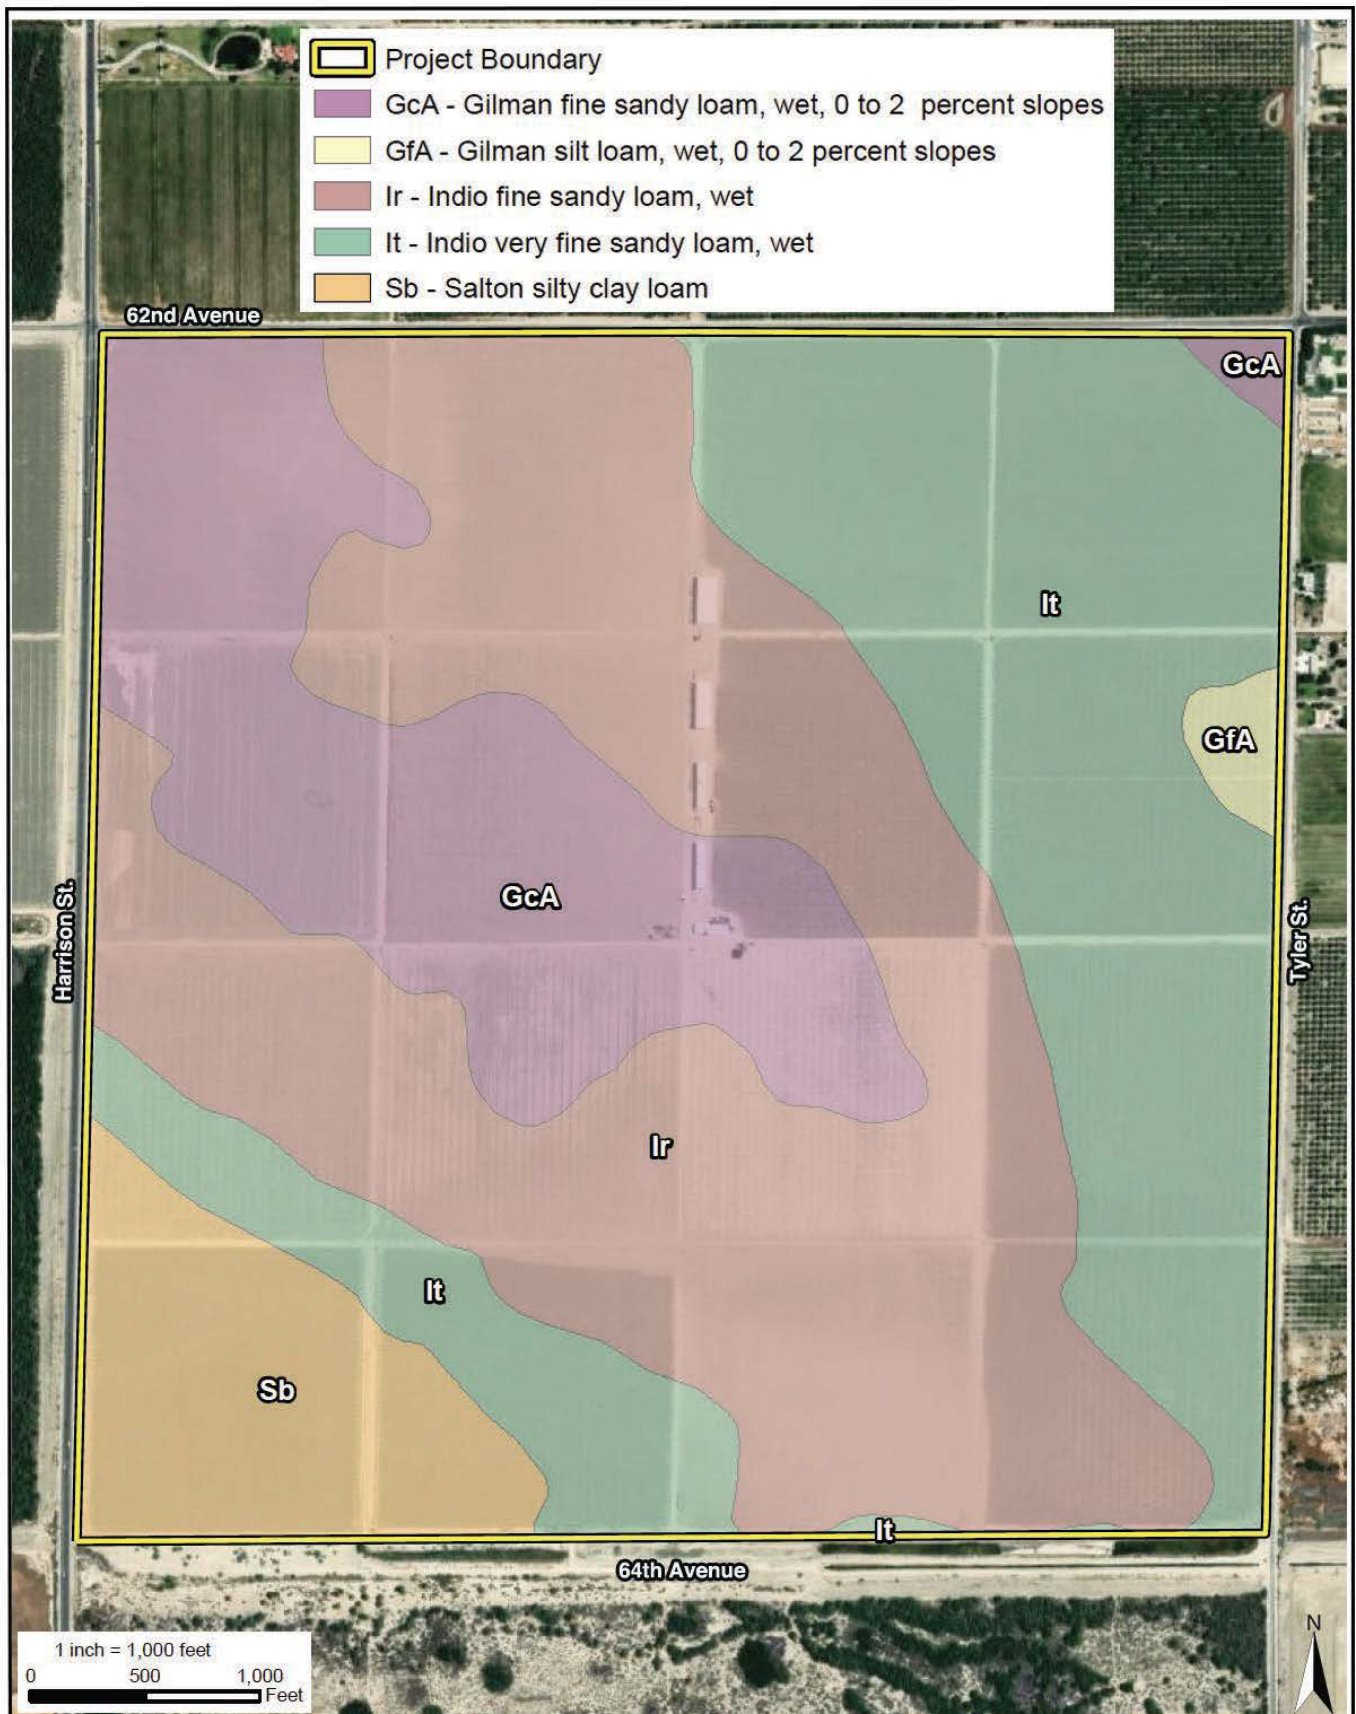 Project Boundary
GcA - Gilman fine sandy loam, wet, 0 to 2 percent slopes
GfA - Gilman silt loam, wet, 0 to 2 percent slopes
Ir - Indio fine sandy loam, wet
It - Indio very fine sandy loam, wet
Sb - Salton silty clay loam
62nd Avenue
GcA
It
GfA
GcA
Harrison St.
Tyler St.
Ir
It
Sb
It
64th Avenue
N
1 inch = 1,000 feet
0 500 1,000
Feet